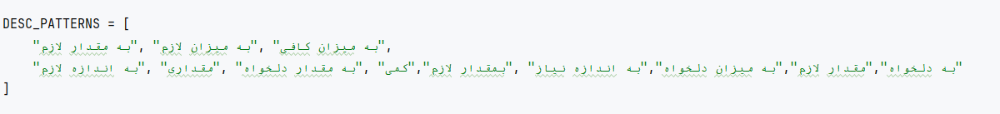 DESC_PATTERNS = [
"به مقدار لازم", "به میزان لازم", "به میزان کافی",
"به اندازه لازم", "مقداری", "به مقدار دلخواه", "کمی","بمقدار لازم", "به اندازه نیاز","به میزان دلخواه","مقدار لازم","به دلخواه"
]